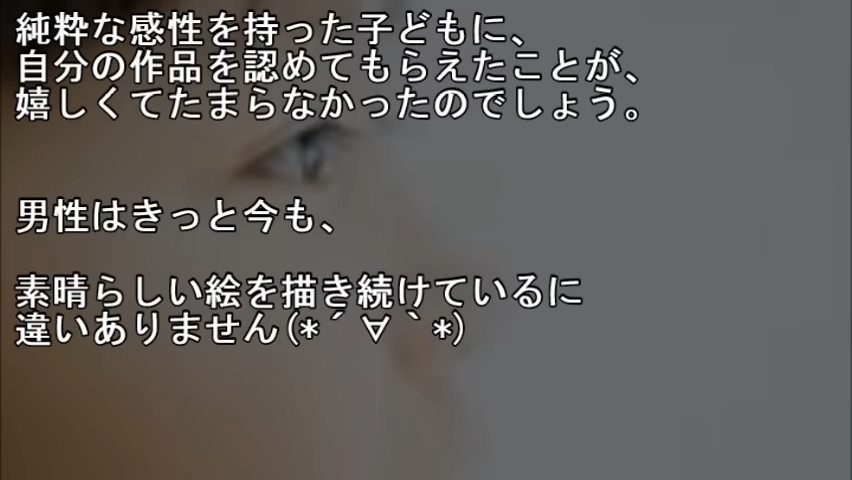 純粋な感性を持った子どもに、
自分の作品を認めてもらえたことが、
嬉しくてたまらなかったのでしょう。
男性はきっと今も、
素晴らしい絵を描き続けているに
違いありません(*´∀｀*)